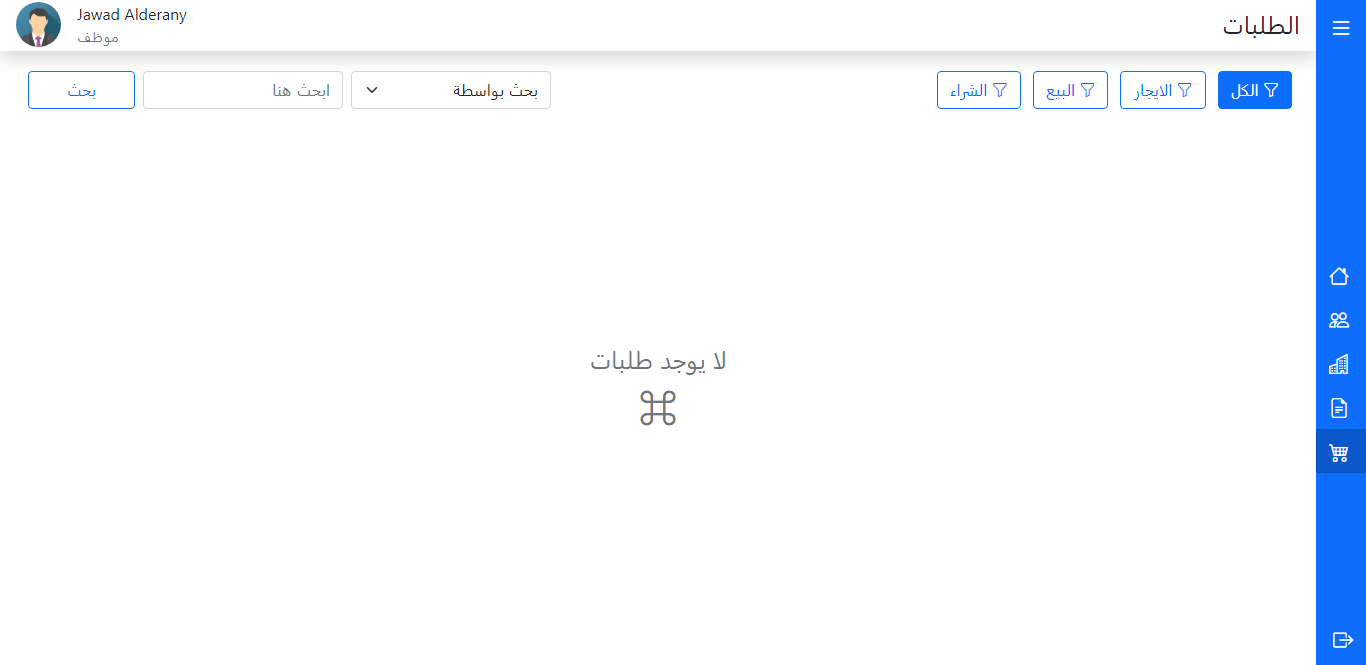 الطلبات
Jawad Alderany
موظف
الكل
الايجار
البيع
الشراء
بحث بواسطة
ابحث هنا
بحث
لا يوجد طلبات